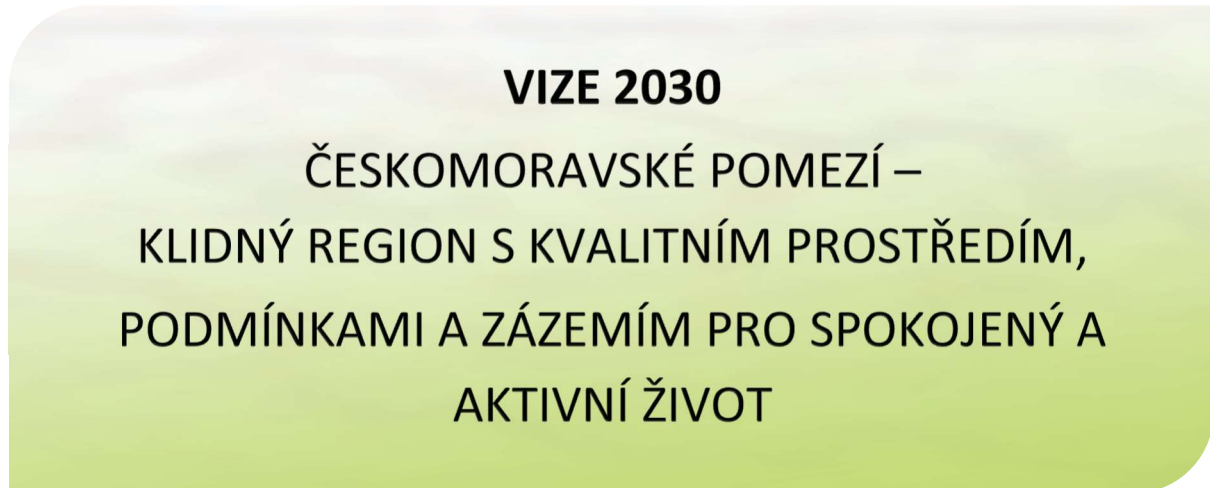 VIZE 2030
ČESKOMORAVSKÉ POMEZÍ –
KLIDNÝ REGION S KVALITNÍM PROSTŘEDÍM,
PODMÍNKAMI A ZÁZEMÍM PRO SPOKOJENÝ A
AKTIVNÍ ŽIVOT